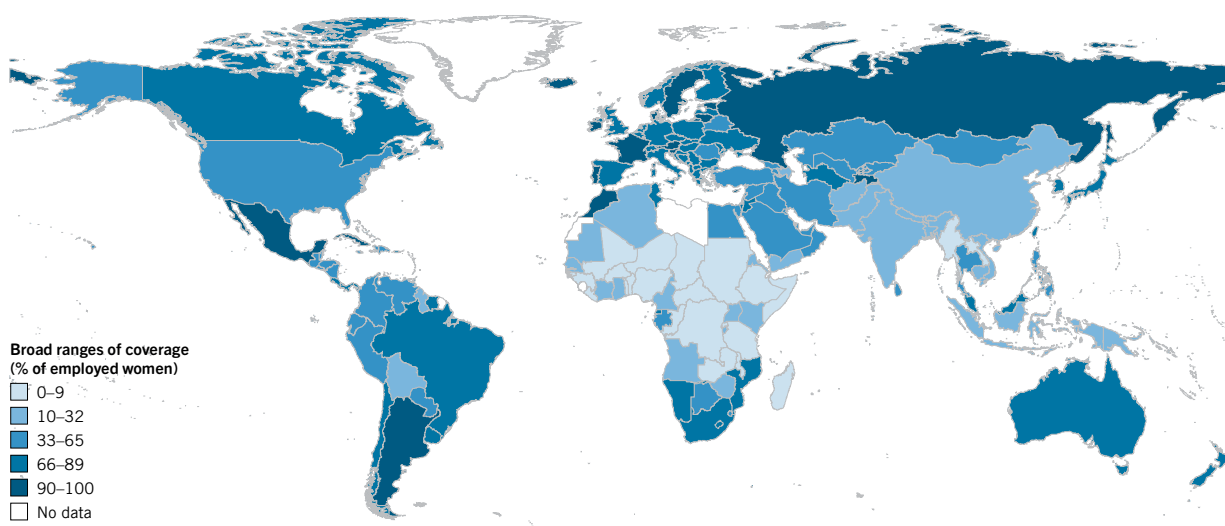 Broad ranges of coverage
(% of employed women)
0–9
10–32
33–65
66–89
90–100
No data